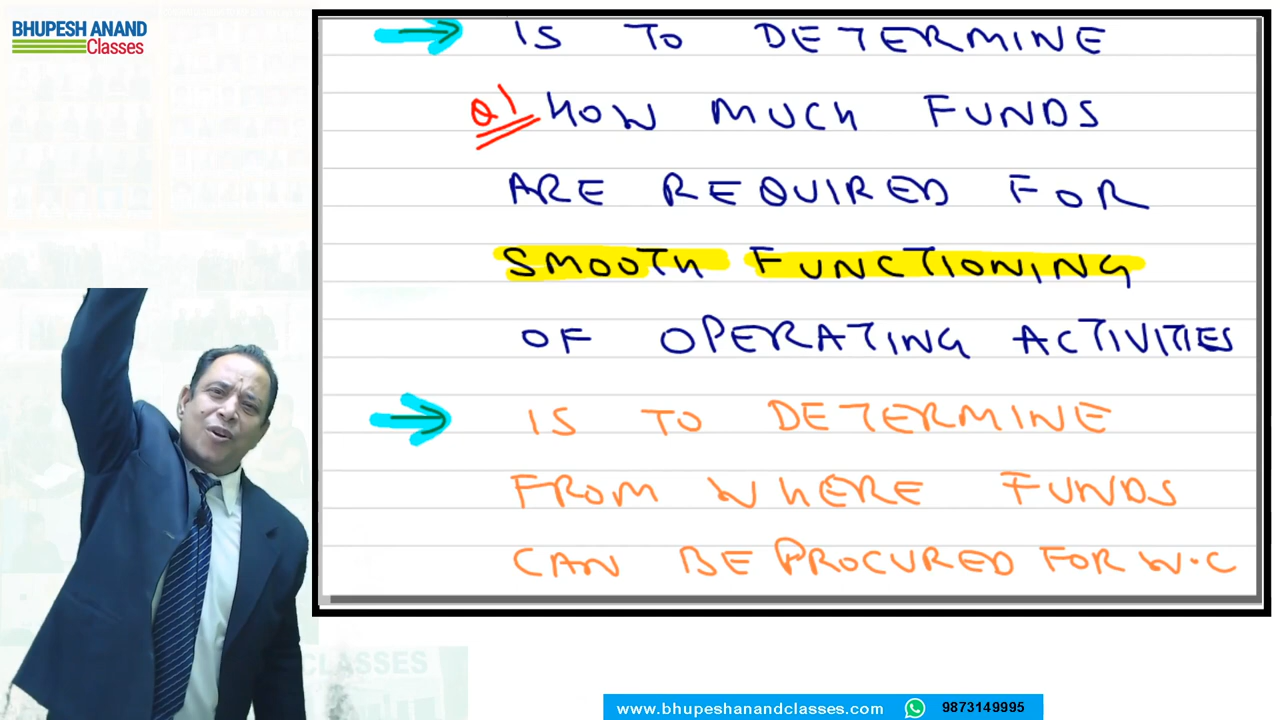 BHUPESH ANAND
Classes
IS TO DETERMINE
Q) HOW MUCH FUNDS
ARE REQUIRED FOR
SMOOTH FUNCTIONING
OF OPERATING ACTIVITIES
IS TO DETERMINE
FROM WHERE FUNDS
CAN BE PROCURED FOR W.C
CLASSES
www.bhupeshanandclasses.com 9873149995